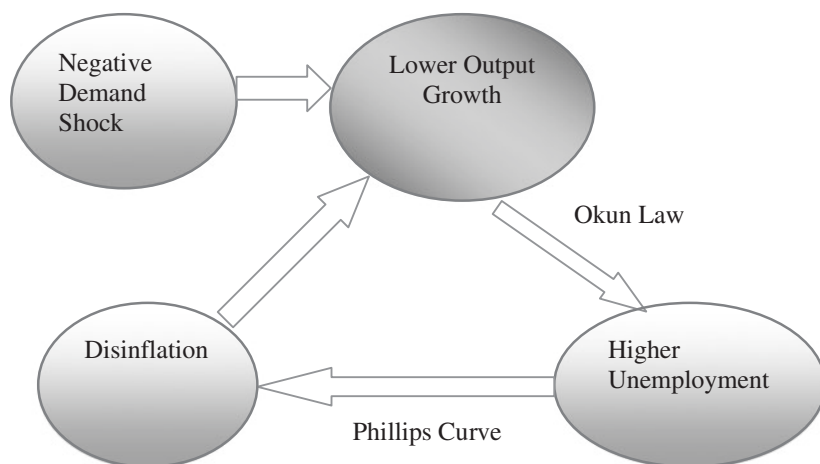 Negative
Demand
Shock
Lower Output
Growth
Okun Law
Disinflation
Higher
Unemployment
Phillips Curve